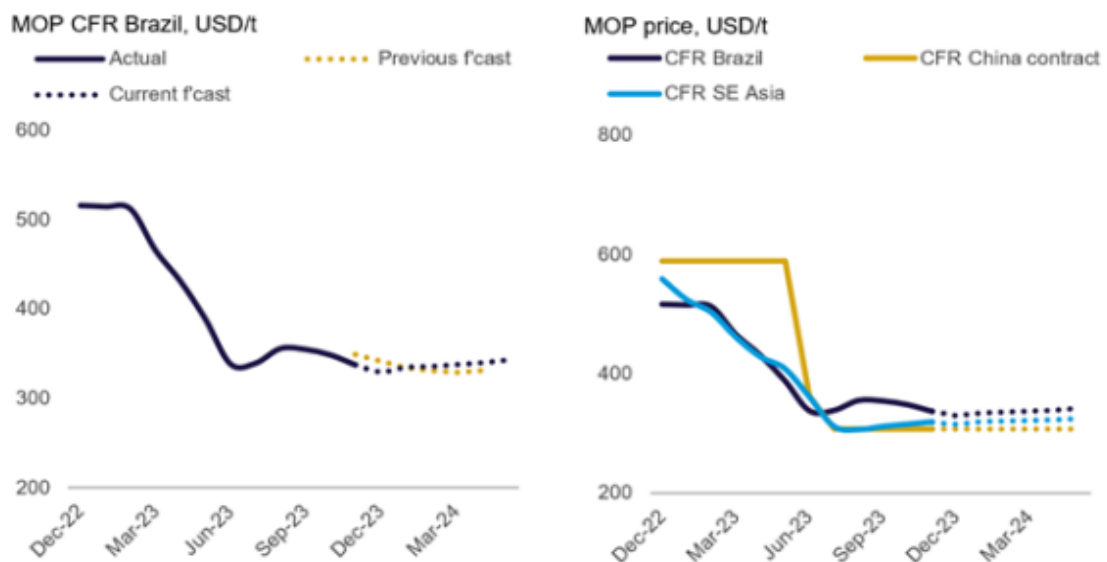 MOP CFR Brazil, USD/t
Actual
Previous f'cast
Current f'cast
600
500
400
300
200
Dec-22
Mar-23
Jun-23
Sep-23
Dec-23
Mar-24
MOP price, USD/t
CFR Brazil
CFR China contract
CFR SE Asia
800
600
400
200
Dec-22
Mar-23
Jun-23
Sep-23
Dec-23
Mar-24